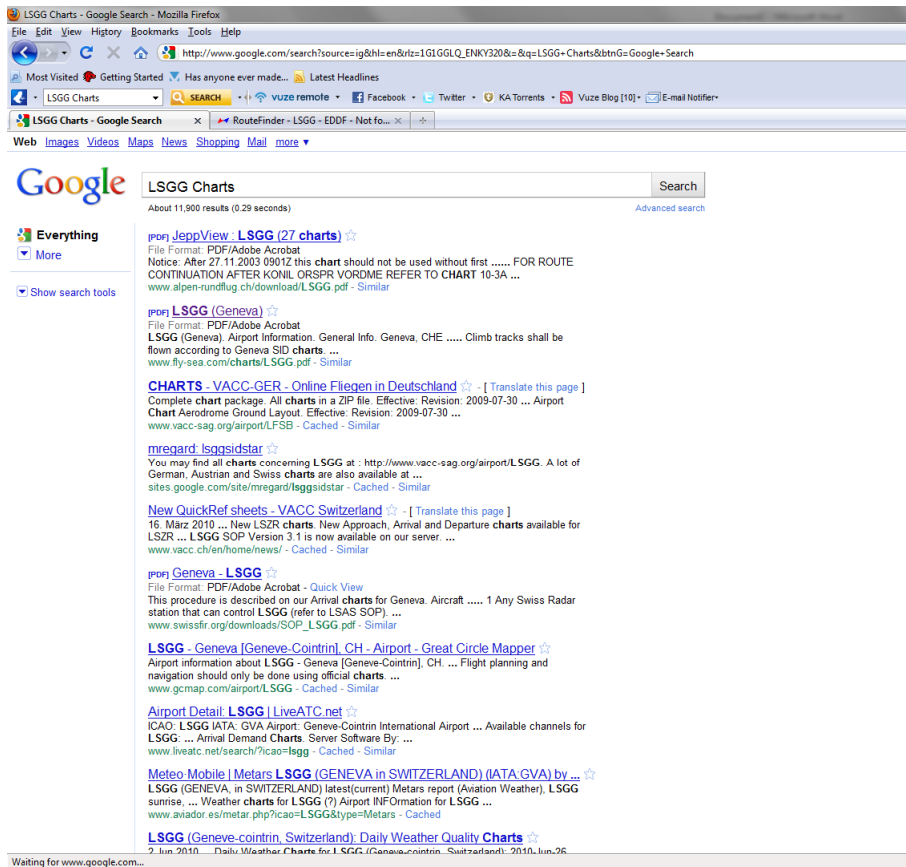 LSGG Charts - Google Search - Mozilla Firefox
File Edit View History Bookmarks Tools Help
http://www.google.com/search?source=ig&hl=en&rlz=1G1GGLQ_ENKY320&=&q=LSGG+Charts&btnG=Google+Search
Most Visited Getting Started Has anyone ever made... Latest Headlines
LSGG Charts SEARCH vuze remote Facebook Twitter KA Torrents Vuze Blog [10] E-mail Notifier
LSGG Charts - Google Search RouteFinder - LSGG - EDDF - Not fo...
Web Images Videos Maps News Shopping Mail more
Google LSGG Charts Search
About 11,900 results (0.29 seconds) Advanced search
Everything
More
Show search tools
[PDF] JeppView : LSGG (27 charts)
File Format: PDF/Adobe Acrobat
Notice: After 27.11.2003 0901Z this chart should not be used without first ...... FOR ROUTE
CONTINUATION AFTER KONIL ORSPR VORDME REFER TO CHART 10-3A ...
www.alpen-rundflug.ch/download/LSGG.pdf - Similar
[PDF] LSGG (Geneva)
File Format: PDF/Adobe Acrobat
LSGG (Geneva). Airport Information. General Info. Geneva, CHE ..... Climb tracks shall be
flown according to Geneva SID charts. ...
www.fly-sea.com/charts/LSGG.pdf - Similar
CHARTS - VACC-GER - Online Fliegen in Deutschland - [ Translate this page ]
Complete chart package. All charts in a ZIP file. Effective: Revision: 2009-07-30 ... Airport
Chart Aerodrome Ground Layout. Effective: Revision: 2009-07-30 ...
www.vacc-sag.org/airport/LFSB - Cached - Similar
mregard: lsggsidstar
You may find all charts concerning LSGG at : http://www.vacc-sag.org/airport/LSGG. A lot of
German, Austrian and Swiss charts are also available at ...
sites.google.com/site/mregard/lsggsidstar - Cached - Similar
New QuickRef sheets - VACC Switzerland - [ Translate this page ]
16. März 2010 ... New LSZR charts. New Approach, Arrival and Departure charts available for
LSZR ... LSGG SOP Version 3.1 is now available on our server. ...
www.vacc.ch/en/home/news/ - Cached - Similar
[PDF] Geneva - LSGG
File Format: PDF/Adobe Acrobat - Quick View
This procedure is described on our Arrival charts for Geneva. Aircraft ..... 1 Any Swiss Radar
station that can control LSGG (refer to LSAS SOP). ...
www.swissfir.org/downloads/SOP_LSGG.pdf - Similar
LSGG - Geneva [Geneve-Cointrin], CH - Airport - Great Circle Mapper
Airport information about LSGG - Geneva [Geneve-Cointrin], CH. ... Flight planning and
navigation should only be done using official charts. ...
www.gcmap.com/airport/LSGG - Cached - Similar
Airport Detail: LSGG | LiveATC.net
ICAO: LSGG IATA: GVA Airport: Geneve-Cointrin International Airport ... Available channels for
LSGG: ... Arrival Demand Charts. Server Software By: ...
www.liveatc.net/search/?icao=lsgg - Cached - Similar
Meteo-Mobile | Metars LSGG (GENEVA in SWITZERLAND) (IATA:GVA) by ...
LSGG (GENEVA, in SWITZERLAND) latest(current) Metars report (Aviation Weather), LSGG
sunrise, ... Weather charts for LSGG (?) Airport INFOrmation for LSGG ...
www.aviador.es/metar.php?icao=LSGG&type=Metars - Cached
LSGG (Geneve-cointrin, Switzerland): Daily Weather Quality Charts
2 Jun 2010 ... Daily Weather Charts for LSGG (Geneve-cointrin, Switzerland): 2010-Jun-26
Waiting for www.google.com...